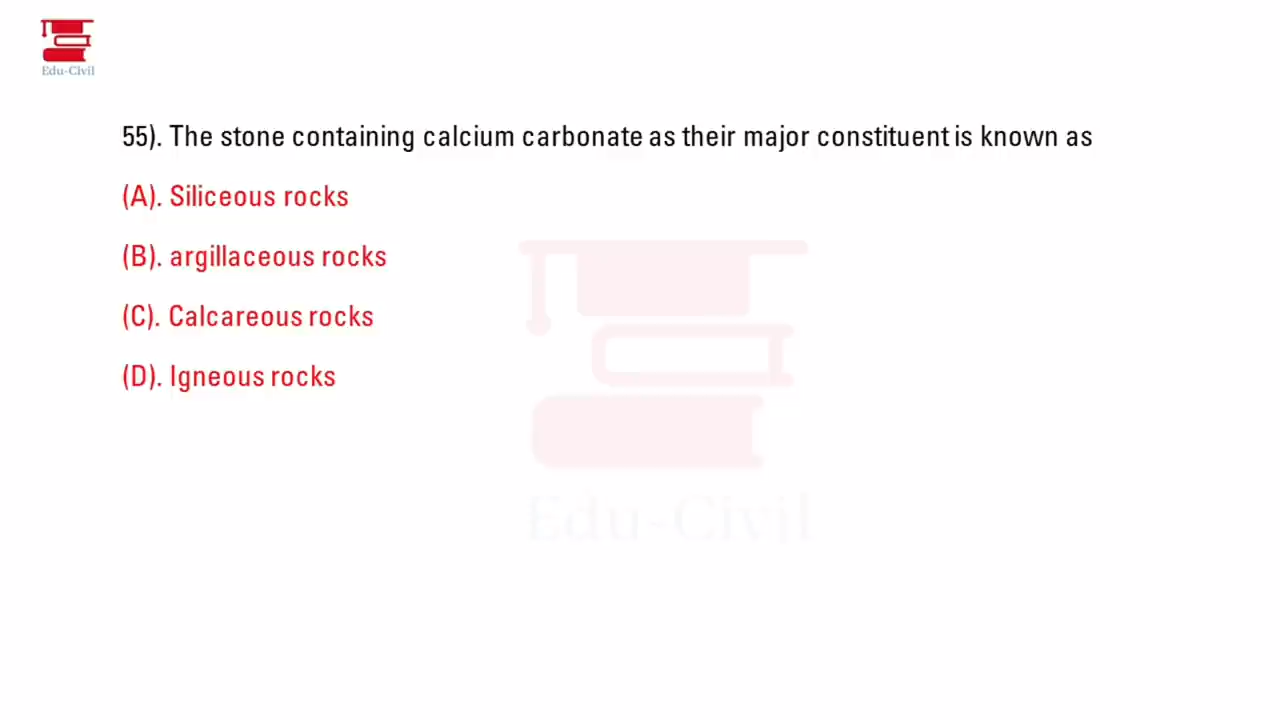 Edu-Civil
55). The stone containing calcium carbonate as their major constituent is known as
(A). Siliceous rocks
(B). argillaceous rocks
(C). Calcareous rocks
(D). Igneous rocks
Edu-Civil